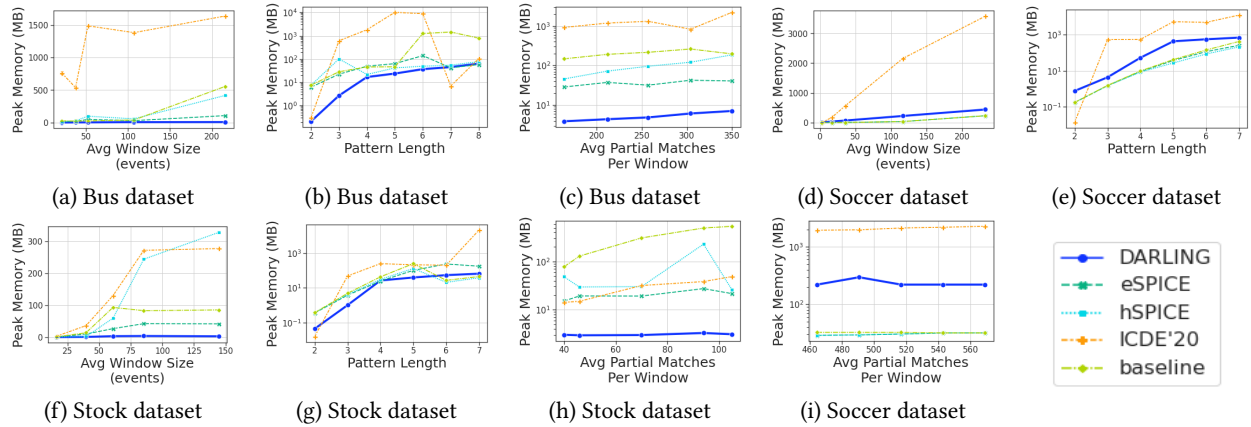 Peak Memory (MB)
1500
1000
500
0
50
100
150
200
Avg Window Size
(events)
(a) Bus dataset
Peak Memory (MB)
10^4
10^3
10^2
10^1
10^0
2
3
4
5
6
7
8
Pattern Length
(b) Bus dataset
Peak Memory (MB)
10^3
10^2
10^1
200
250
300
350
Avg Partial Matches
Per Window
(c) Bus dataset
Peak Memory (MB)
3000
2000
1000
0
0
100
200
Avg Window Size
(events)
(d) Soccer dataset
Peak Memory (MB)
10^3
10^1
10^-1
2
3
4
5
6
7
Pattern Length
(e) Soccer dataset
Peak Memory (MB)
300
200
100
0
25
50
75
100
125
150
Avg Window Size
(events)
(f) Stock dataset
Peak Memory (MB)
10^3
10^1
10^-1
2
3
4
5
6
7
Pattern Length
(g) Stock dataset
Peak Memory (MB)
10^2
10^1
40
60
80
100
Avg Partial Matches
Per Window
(h) Stock dataset
Peak Memory (MB)
10^3
10^2
460
480
500
520
540
560
Avg Partial Matches
Per Window
(i) Soccer dataset
DARLING
eSPICE
hSPICE
ICDE'20
baseline